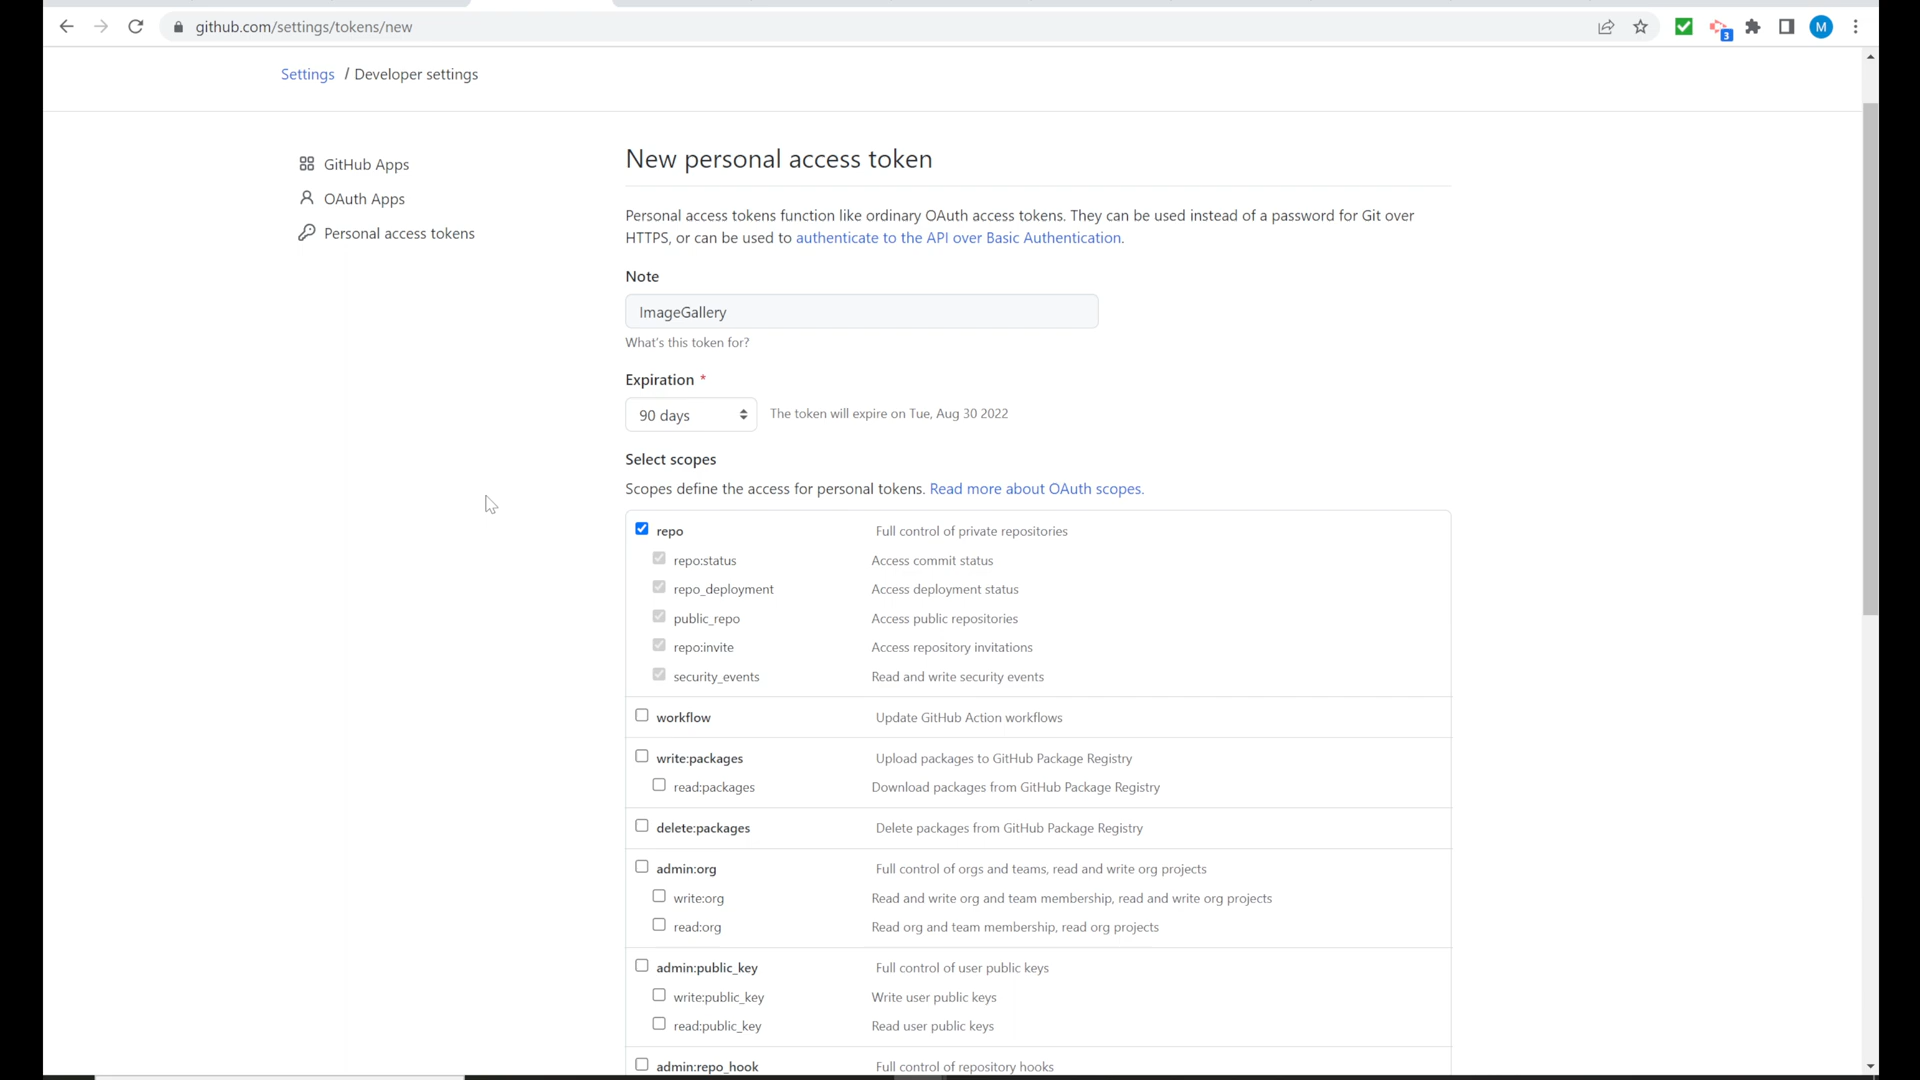 github.com/settings/tokens/new
3
M
Settings / Developer settings
GitHub Apps
OAuth Apps
Personal access tokens
New personal access token
Personal access tokens function like ordinary OAuth access tokens. They can be used instead of a password for Git over
HTTPS, or can be used to authenticate to the API over Basic Authentication.
Note
ImageGallery
What's this token for?
Expiration *
90 days The token will expire on Tue, Aug 30 2022
Select scopes
Scopes define the access for personal tokens. Read more about OAuth scopes.
repo Full control of private repositories
repo:status Access commit status
repo_deployment Access deployment status
public_repo Access public repositories
repo:invite Access repository invitations
security_events Read and write security events
workflow Update GitHub Action workflows
write:packages Upload packages to GitHub Package Registry
read:packages Download packages from GitHub Package Registry
delete:packages Delete packages from GitHub Package Registry
admin:org Full control of orgs and teams, read and write org projects
write:org Read and write org and team membership, read and write org projects
read:org Read org and team membership, read org projects
admin:public_key Full control of user public keys
write:public_key Write user public keys
read:public_key Read user public keys
admin:repo_hook Full control of repository hooks